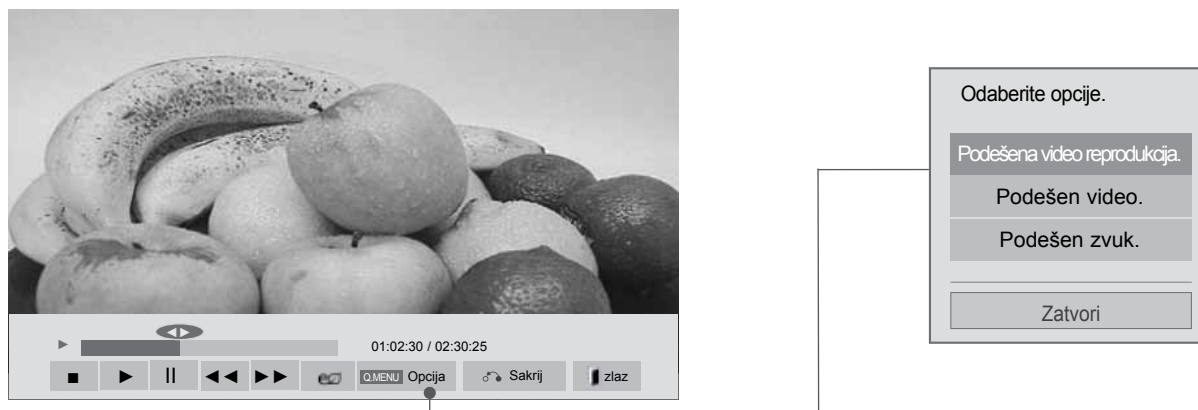 01:02:30 / 02:30:25
Q.MENU Opcija Sakrij zlaz
Odaberite opcije.
Podešena video reprodukcija.
Podešen video.
Podešen zvuk.
Zatvori